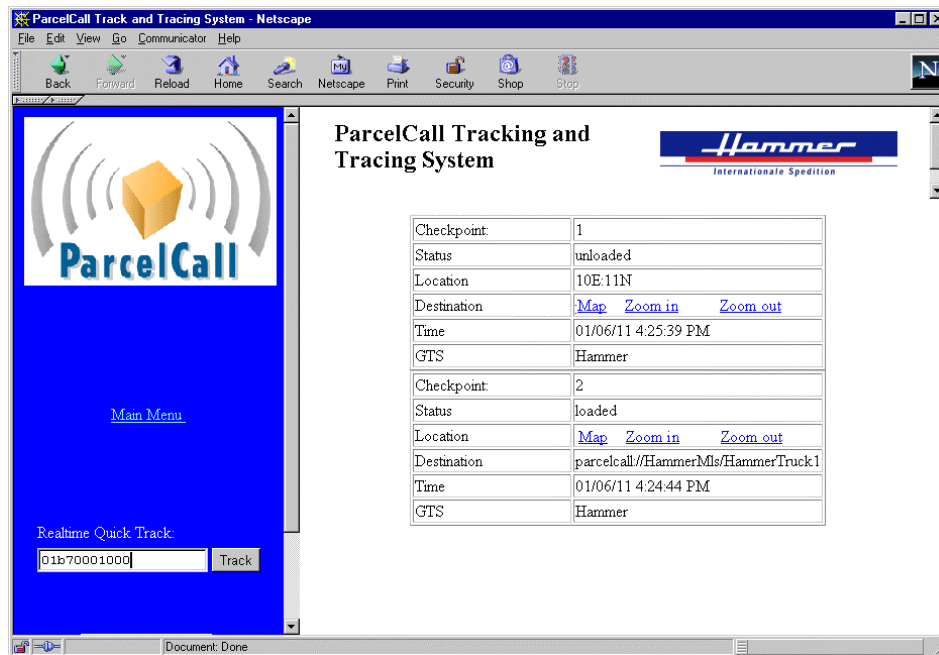 ParcelCall Track and Tracing System - Netscape
File Edit View Go Communicator Help
Back Forward Reload Home Search Netscape Print Security Shop Stop
My
N
ParcelCall
Main Menu
Realtime Quick Track:
01b70001000 Track
ParcelCall Tracking and
Tracing System
Hammer
Internationale Spedition
Checkpoint: 1
Status unloaded
Location 10E:11N
Destination Map Zoom in Zoom out
Time 01/06/11 4:25:39 PM
GTS Hammer
Checkpoint: 2
Status loaded
Location Map Zoom in Zoom out
Destination parcelcall://HammerMls/HammerTruck1
Time 01/06/11 4:24:44 PM
GTS Hammer
Document: Done